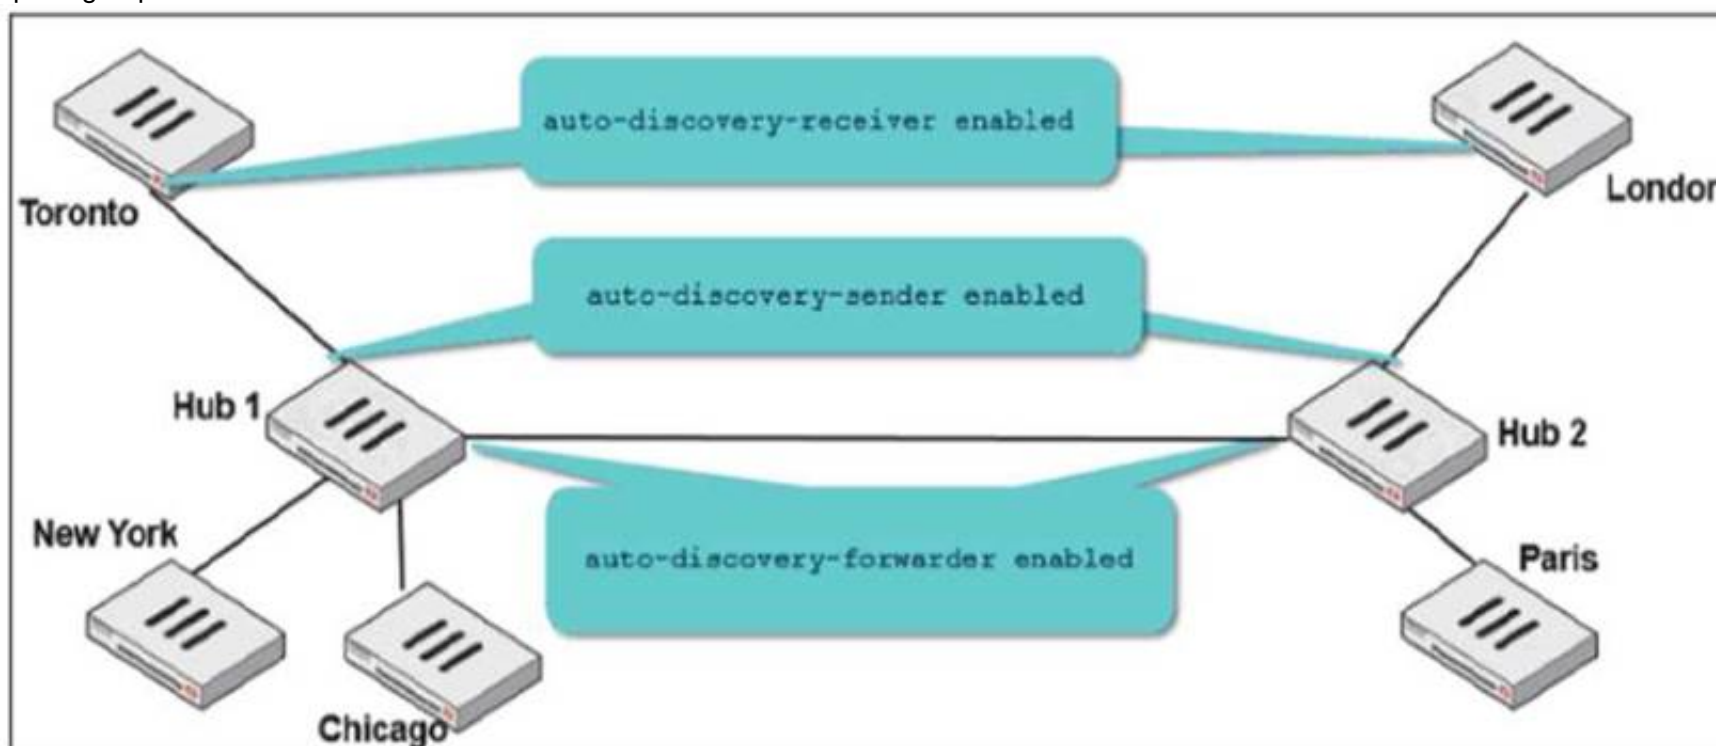 auto-discovery-receiver enabled
Toronto
Londor
auto-discovery-sender enabled
Hub 1
Hub 2
New York
auto-discovery-forwarder enabled
Paris
Chicago